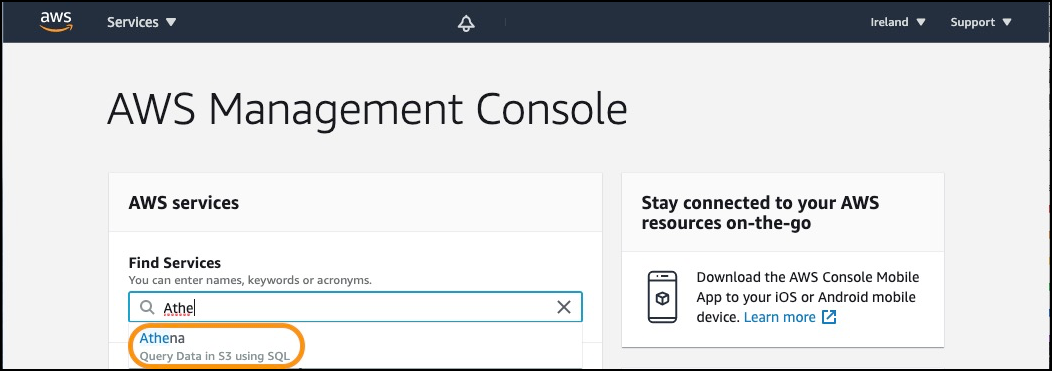 aws Services Ireland Support
AWS Management Console
AWS services
Find Services
You can enter names, keywords or acronyms.
Athe
Athena
Query Data in S3 using SQL
Stay connected to your AWS
resources on-the-go
Download the AWS Console Mobile
App to your iOS or Android mobile
device. Learn more